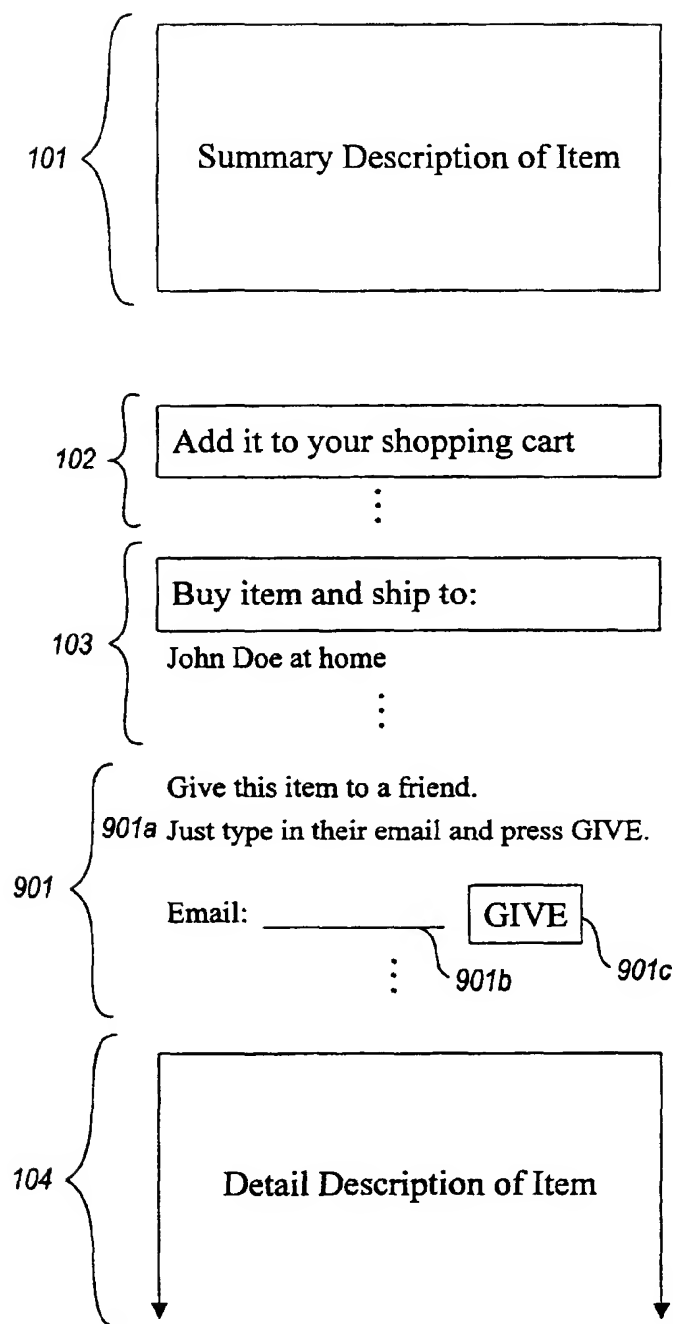 101
Summary Description of Item
102
Add it to your shopping cart
103
Buy item and ship to:
John Doe at home
901
Give this item to a friend.
901a Just type in their email and press GIVE.
Email: GIVE
901b
901c
104
Detail Description of Item